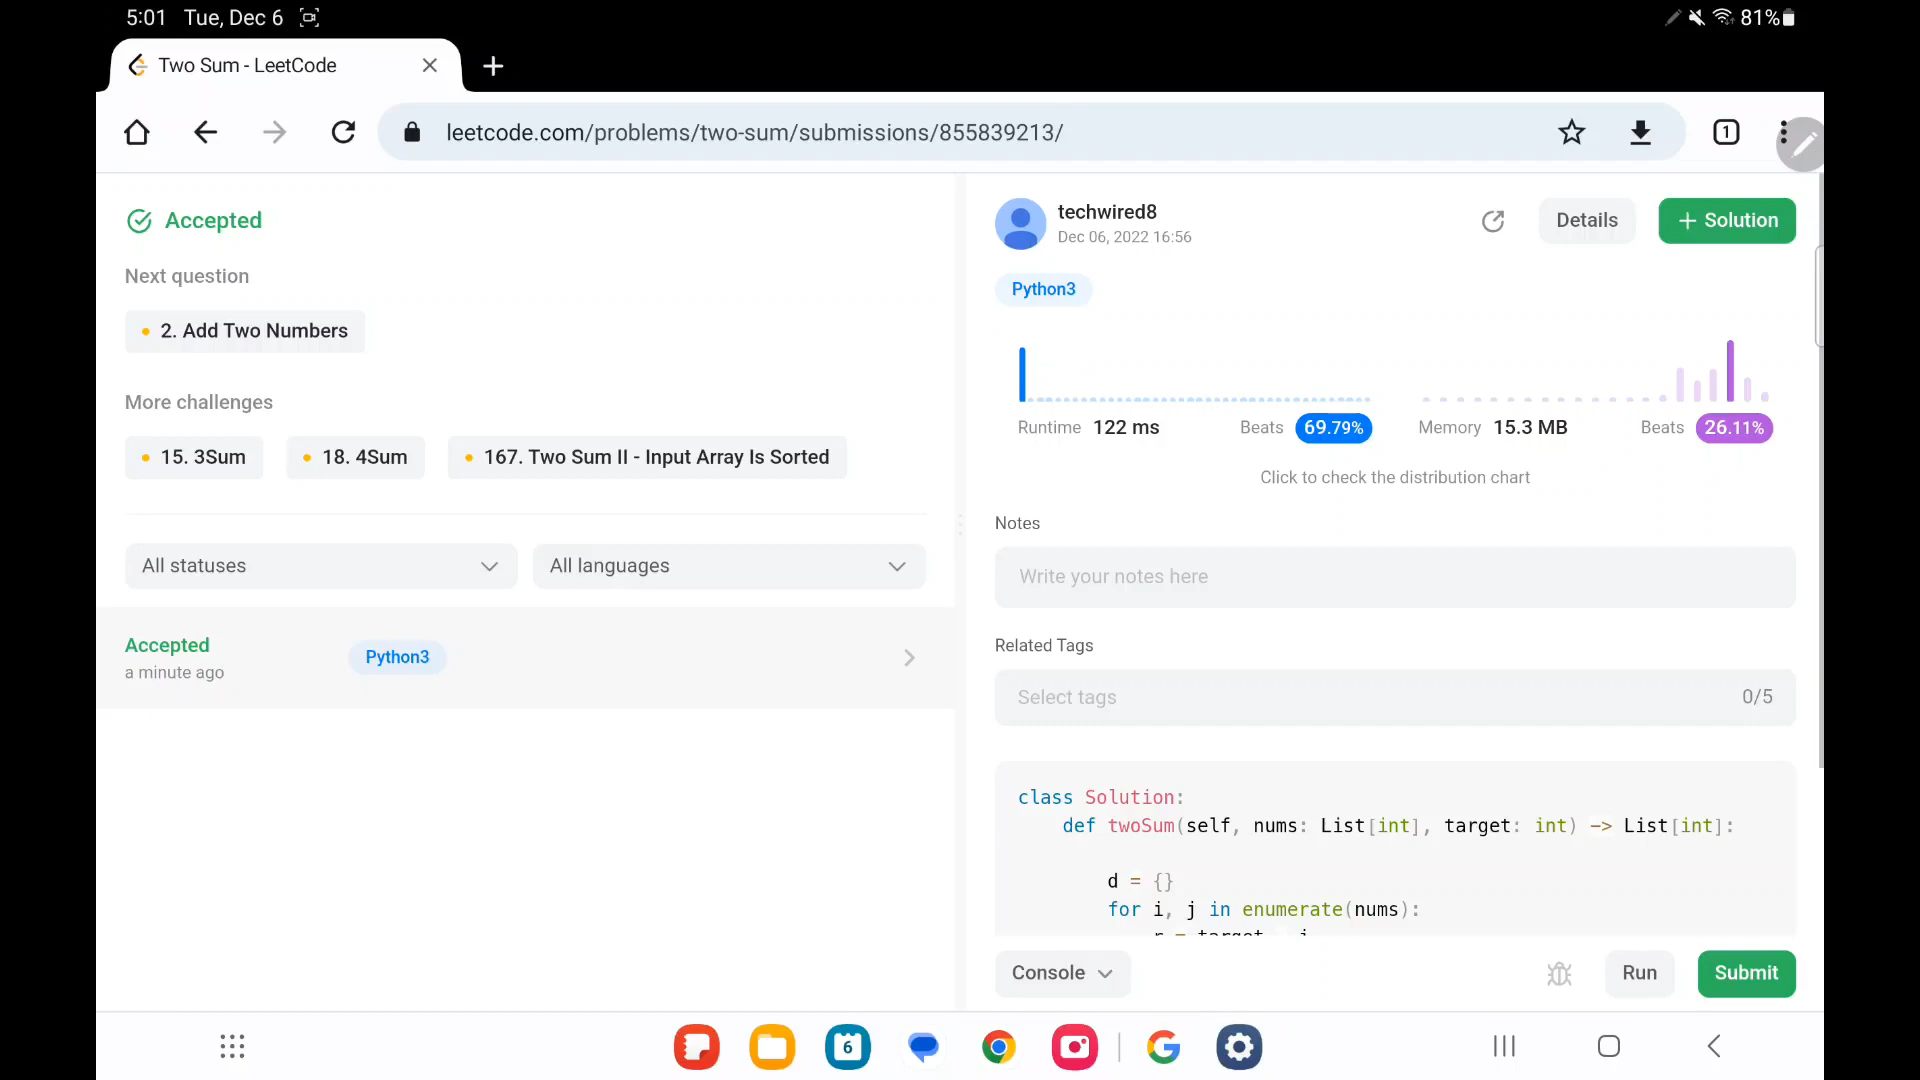 5:01 Tue, Dec 6
81%
Two Sum - LeetCode
leetcode.com/problems/two-sum/submissions/855839213/
1
Accepted
Next question
2. Add Two Numbers
More challenges
15. 3Sum
18. 4Sum
167. Two Sum II - Input Array Is Sorted
All statuses
All languages
Accepted
a minute ago
Python3
techwired8
Dec 06, 2022 16:56
Details
+ Solution
Python3
Runtime 122 ms
Beats 69.79%
Memory 15.3 MB
Beats 26.11%
Click to check the distribution chart
Notes
Write your notes here
Related Tags
Select tags
0/5
class Solution:
def twoSum(self, nums: List[int], target: int) -> List[int]:
d = {}
for i, j in enumerate(nums):
r = target
Console
Run
Submit
6